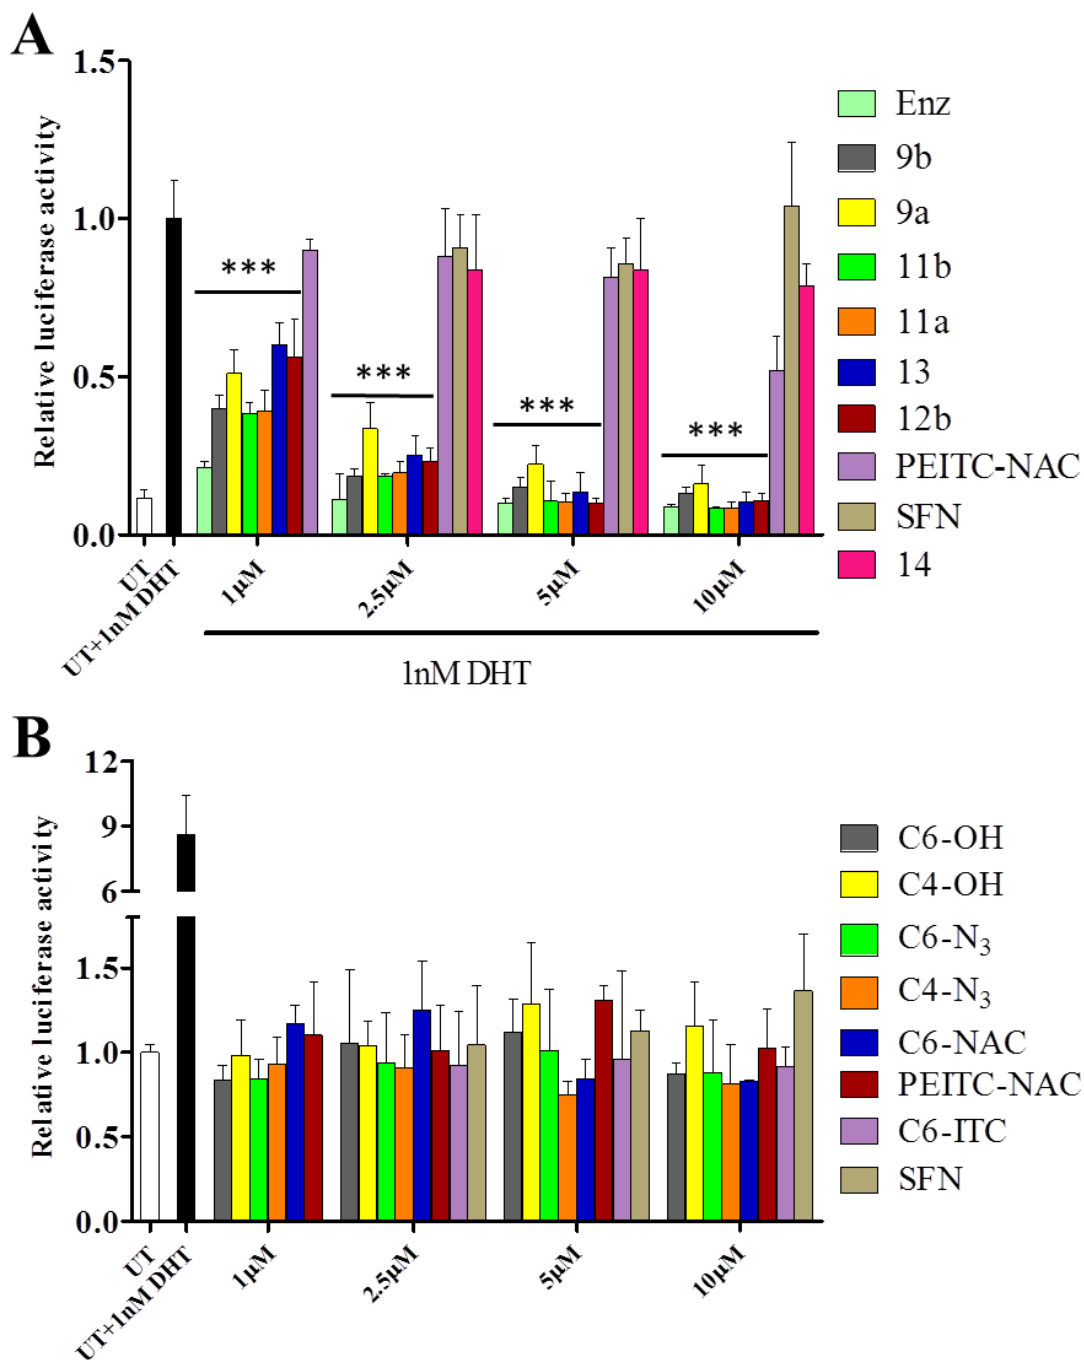 A
1.5
1.0
0.5
0.0
Relative luciferase activity
***
***
***
***
UT
UT+1nM DHT
1µM
2.5µM
5µM
10µM
1nM DHT
Enz
9b
9a
11b
11a
13
12b
PEITC-NAC
SFN
14
B
12
9
6
1.5
1.0
0.5
0.0
Relative luciferase activity
UT
UT+1nM DHT
1µM
2.5µM
5µM
10µM
C6-OH
C4-OH
C6-N₃
C4-N₃
C6-NAC
PEITC-NAC
C6-ITC
SFN